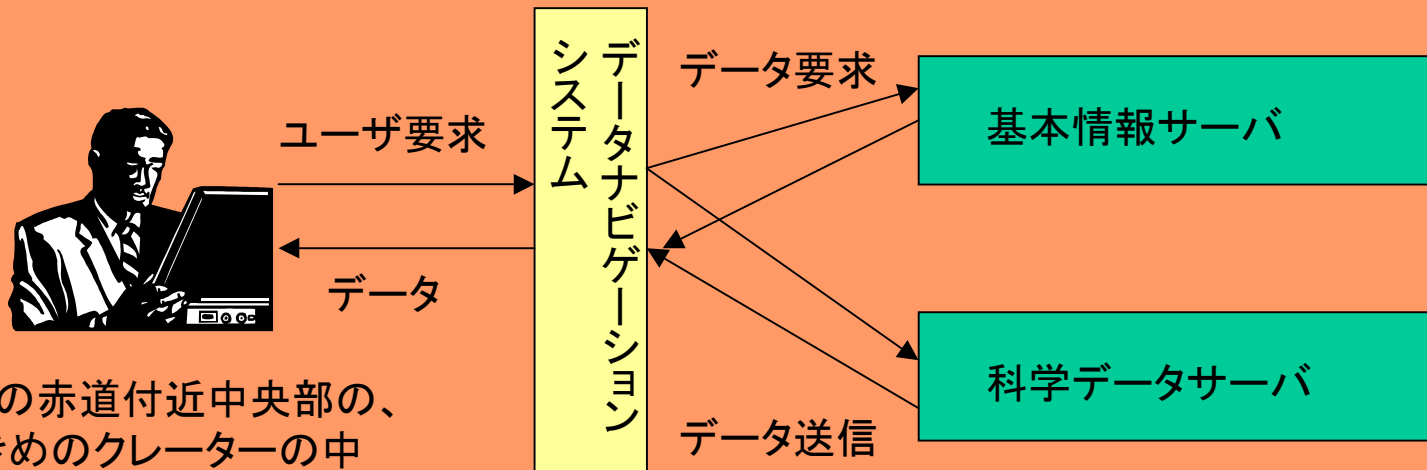 ユーザ要求
データ
データナビゲーション
システム
データ要求
データ送信
基本情報サーバ
科学データサーバ
の赤道付近中央部の、
きめのクレーターの中